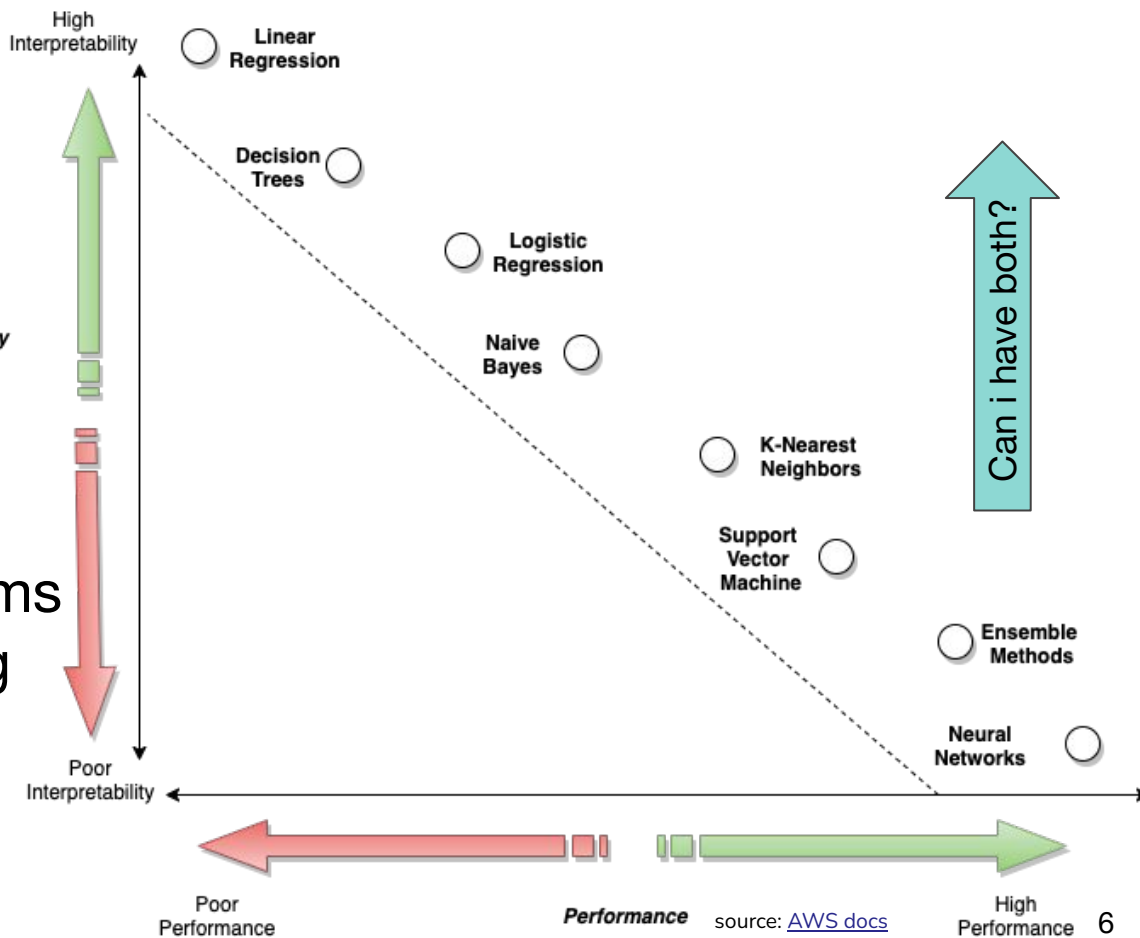 High
Interpretability
Linear
Regression
Decision
Trees
Logistic
Regression
Naive
Bayes
Can i have both?
y
K-Nearest
Neighbors
Support
Vector
Machine
ms
g
Ensemble
Methods
Neural
Networks
Poor
Interpretability
Poor
Performance
Performance
source: AWS docs
High
Performance
6